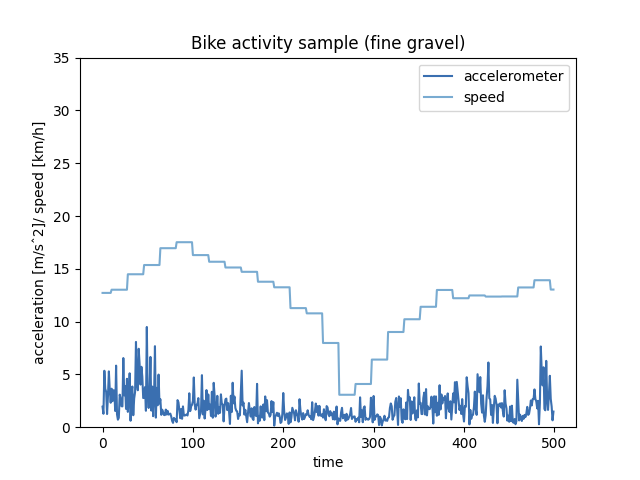 Bike activity sample (fine gravel)
accelerometer
speed
acceleration [m/s^2]/ speed [km/h]
35
30
25
20
15
10
5
0
0 100 200 300 400 500
time